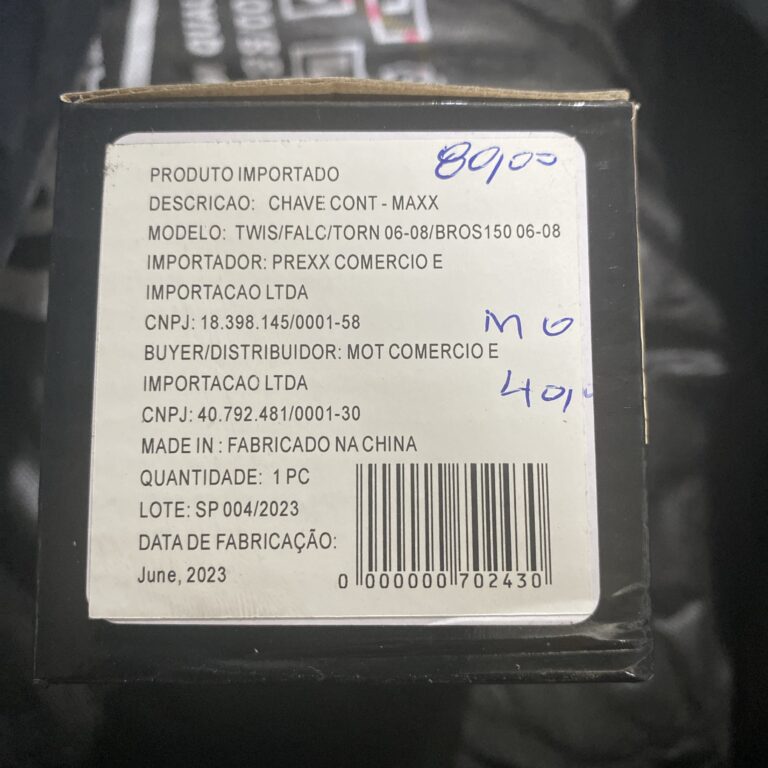 PRODUTO IMPORTADO 80,00
DESCRICAO: CHAVE CONT - MAXX
MODELO: TWIS/FALC/TORN 06-08/BROS150 06-08
IMPORTADOR: PREXX COMERCIO E
IMPORTACAO LTDA
CNPJ: 18.398.145/0001-58
M O
BUYER/DISTRIBUIDOR: MOT COMERCIO E
IMPORTACAO LTDA
40,0
CNPJ: 40.792.481/0001-30
MADE IN : FABRICADO NA CHINA
QUANTIDADE: 1 PC
LOTE: SP 004/2023
DATA DE FABRICAÇÃO:
June, 2023
0 000000 702430